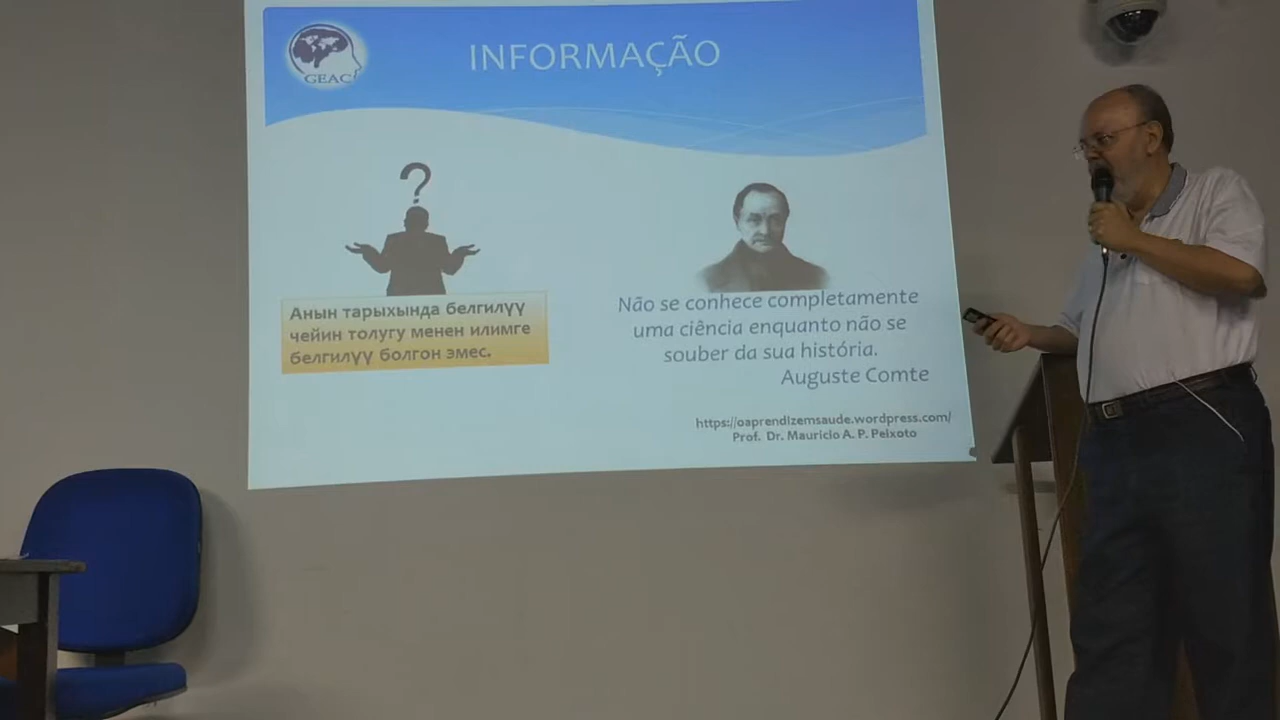 GEAC
INFORMAÇÃO
?
Анын тарыхында белгилүү
чейин толугу менен илимге
белгилүү болгон эмес.
Não se conhece completamente
uma ciência enquanto não se
souber da sua história.
Auguste Comte
https://oaprendizemsaude.wordpress.com/
Prof. Dr. Mauricio A. P. Peixoto